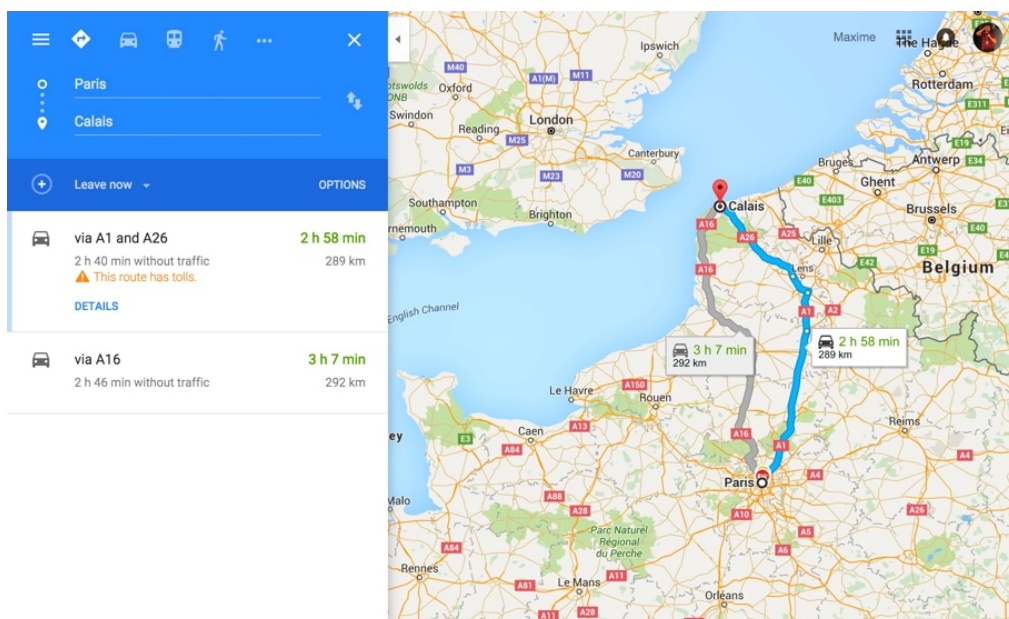 Paris
Calais
Leave now
OPTIONS
via A1 and A26
2 h 58 min
2 h 40 min without traffic
289 km
This route has tolls.
DETAILS
via A16
3 h 7 min
2 h 46 min without traffic
292 km
Maxime
The Hague
Ipswich
M40
A1(M)
M11
Oxford
Rotterdam
E311
Swindon
London
Reading
M25
E19
Canterbury
Bruges
Antwerp
E34
M3
M23
M20
E40
Ghent
Southampton
Calais
E403
Brussels
Brighton
A16
A26
A25
Lille
E40
E19
A16
Lens
E42
Belgium
English Channel
A1
A2
3 h 7 min
292 km
2 h 58 min
289 km
Le Havre
A150
Rouen
Reims
Caen
A13
E3
A84
A16
A1
A4
Paris
A4
A88
A10
A26
A28
A5
Parc Naturel
Régional
du Perche
A6
A84
Rennes
A81
Le Mans
A11
Orléans
A11
A28